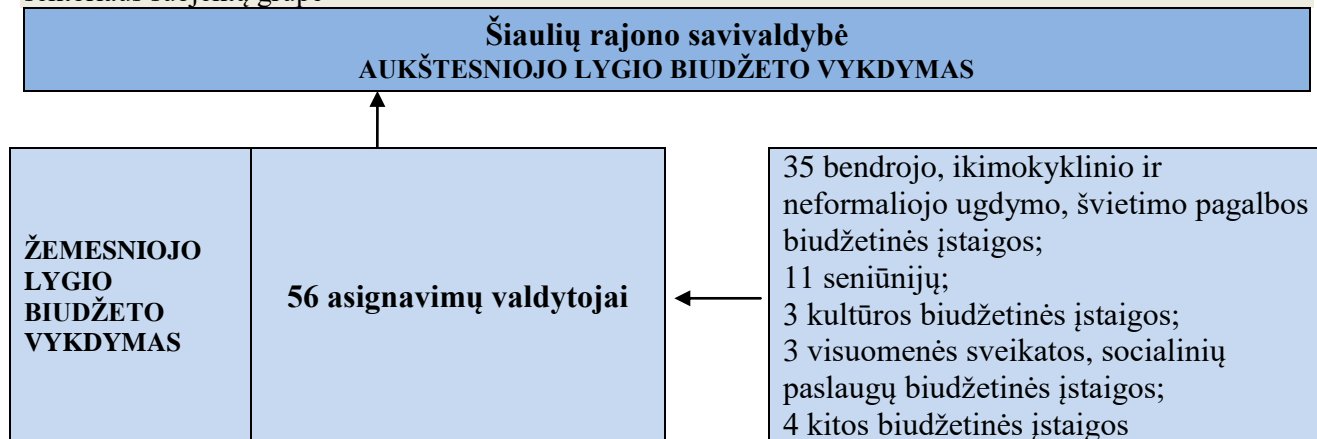 Šiaulių rajono savivaldybė
AUKŠTESNIOJO LYGIO BIUDŽETO VYKDYMAS
ŽEMESNIOJO
LYGIO
BIUDŽETO
VYKDYMAS
56 asignavimų valdytojai
35 bendrojo, ikimokyklinio ir
neformaliojo ugdymo, švietimo pagalbos
biudžetinės įstaigos;
11 seniūnijų;
3 kultūros biudžetinės įstaigos;
3 visuomenės sveikatos, socialinių
paslaugų biudžetinės įstaigos;
4 kitos biudžetinės įstaigos